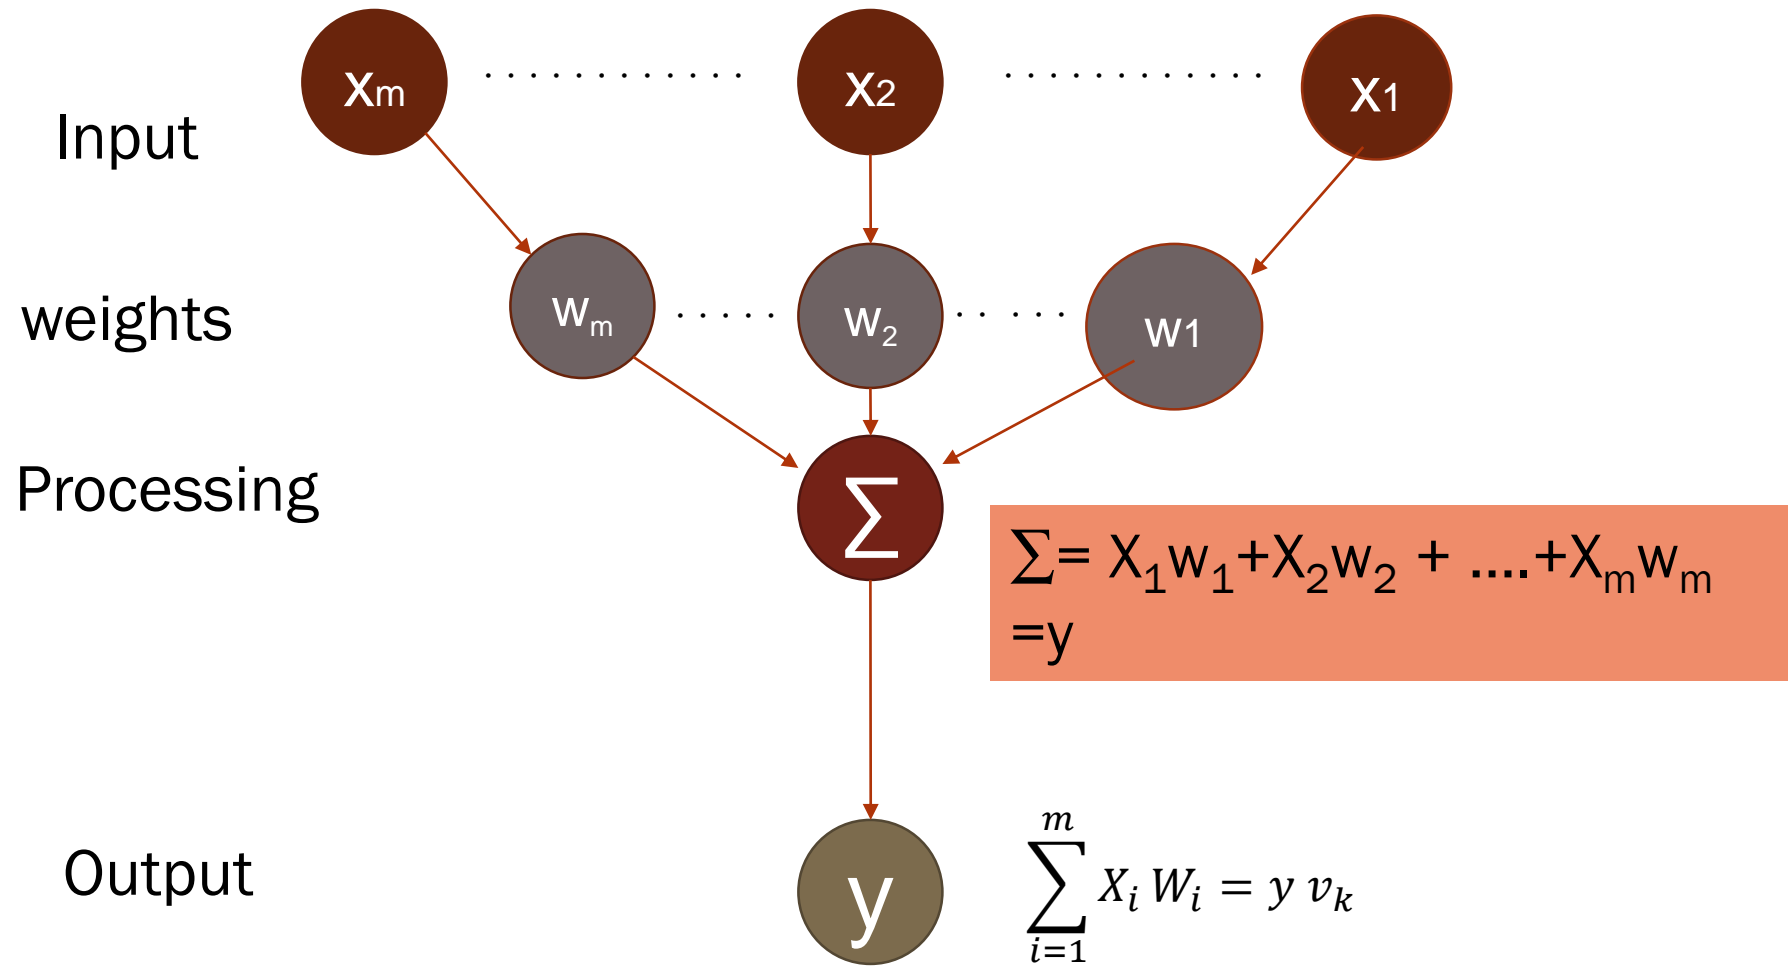 Xm . . . . . . . . . . . . X2 . . . . . . . . . . . . X1
Input
weights
wm . . . . . w2 . . . . . w1
Processing
∑
∑= X1w1+X2w2 + ....+Xmwm
=y
Output
y
m
∑ Xi Wi = y vk
i=1